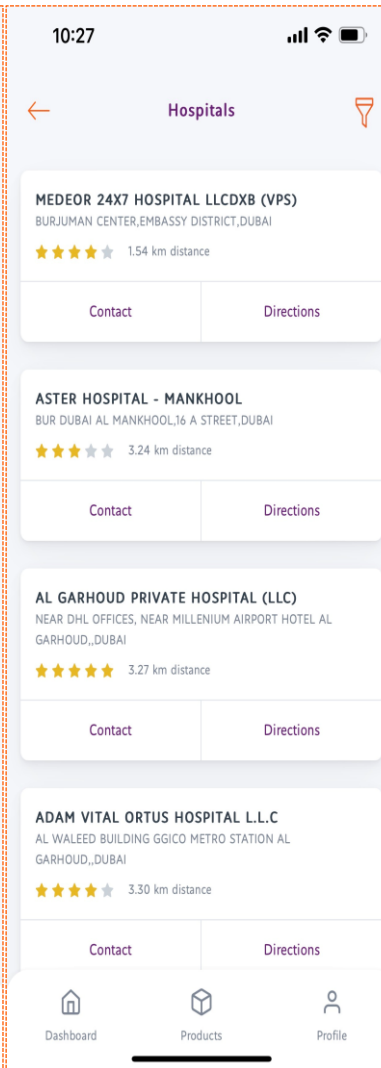 10:27
Hospitals
MEDEOR 24X7 HOSPITAL LLCDXB (VPS)
BURJUMAN CENTER,EMBASSY DISTRICT,DUBAI
1.54 km distance
Contact Directions
ASTER HOSPITAL - MANKHOOL
BUR DUBAI AL MANKHOOL,16 A STREET,DUBAI
3.24 km distance
Contact Directions
AL GARHOUD PRIVATE HOSPITAL (LLC)
NEAR DHL OFFICES, NEAR MILLENIUM AIRPORT HOTEL AL
GARHOUD,,DUBAI
3.27 km distance
Contact Directions
ADAM VITAL ORTUS HOSPITAL L.L.C
AL WALEED BUILDING GGICO METRO STATION AL
GARHOUD,,DUBAI
3.30 km distance
Contact Directions
Dashboard Products Profile